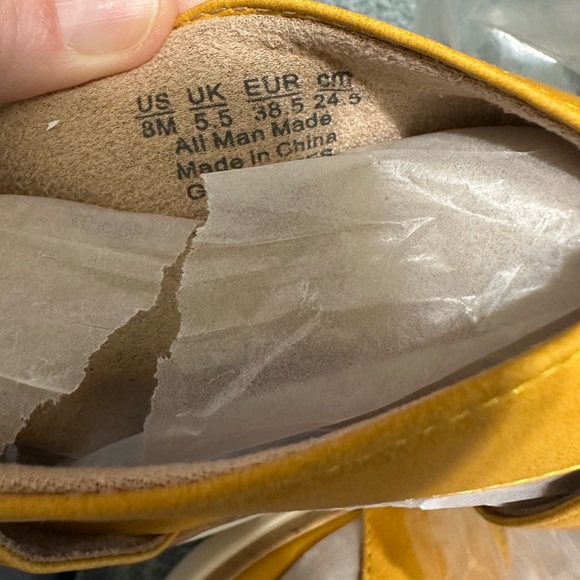 US UK EUR cm
8M 5.5 38.5 24.5
All Man Made
Made in China